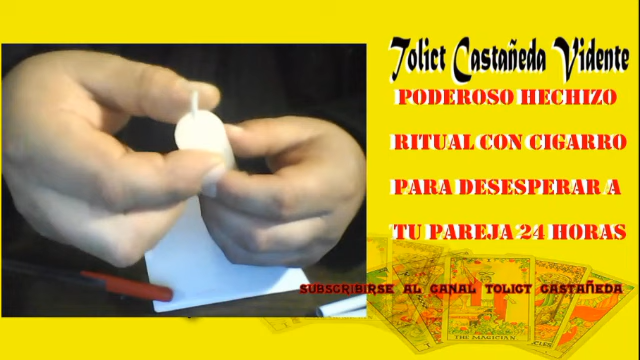 Tolict Castañeda Vidente
PODEROSO HECHIZO
RITUAL CON CIGARRO
PARA DESESPERAR A
TU PAREJA 24 HORAS
SUBSCRIBIRSE AL CANAL TOLICT CASTAÑEDA
THE MAGICIAN
CLES